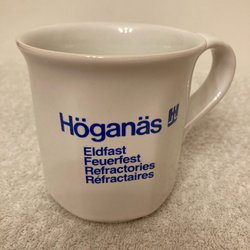 Höganäs
Eldfast
Feuerfest
Refractories
Réfractaires